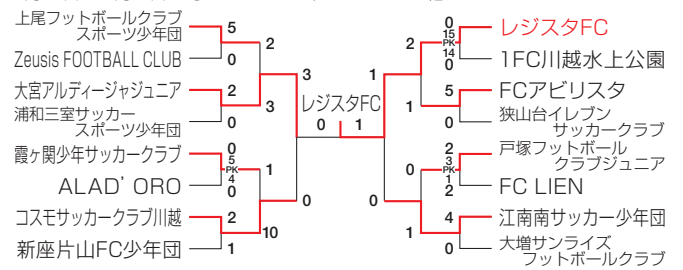 上尾フットボールクラブ
スポーツ少年団
Zeusis FOOTBALL CLUB
大宮アルディージャジュニア
浦和三室サッカー
スポーツ少年団
霞ヶ関少年サッカークラブ
ALAD' ORO
コスモサッカークラブ川越
新座片山FC少年団
5
0
2
0
0
5
PK
4
0
2
1
2
3
1
10
3
0
レジスタFC
0 1
1
0
2
1
0
1
0
15
PK
14
0
5
0
2
3
PK
1
2
4
0
レジスタFC
1FC川越水上公園
FCアビリスタ
狭山台イレブン
サッカークラブ
戸塚フットボール
クラブジュニア
FC LIEN
江南南サッカー少年団
大増サンライズ
フットボールクラブ